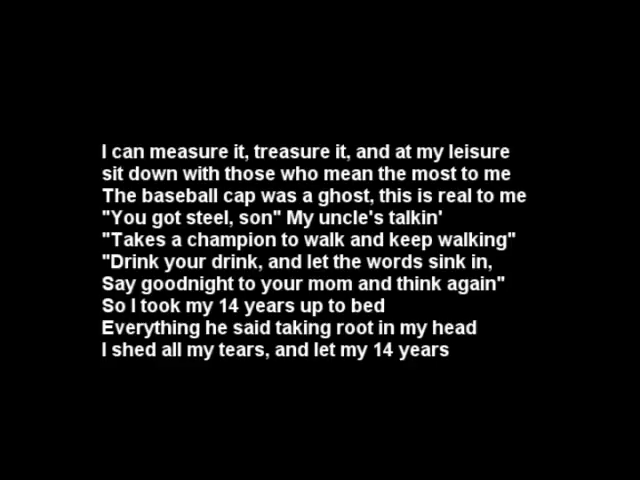 I can measure it, treasure it, and at my leisure
sit down with those who mean the most to me
The baseball cap was a ghost, this is real to me
"You got steel, son" My uncle's talkin'
"Takes a champion to walk and keep walking"
"Drink your drink, and let the words sink in,
Say goodnight to your mom and think again"
So I took my 14 years up to bed
Everything he said taking root in my head
I shed all my tears, and let my 14 years